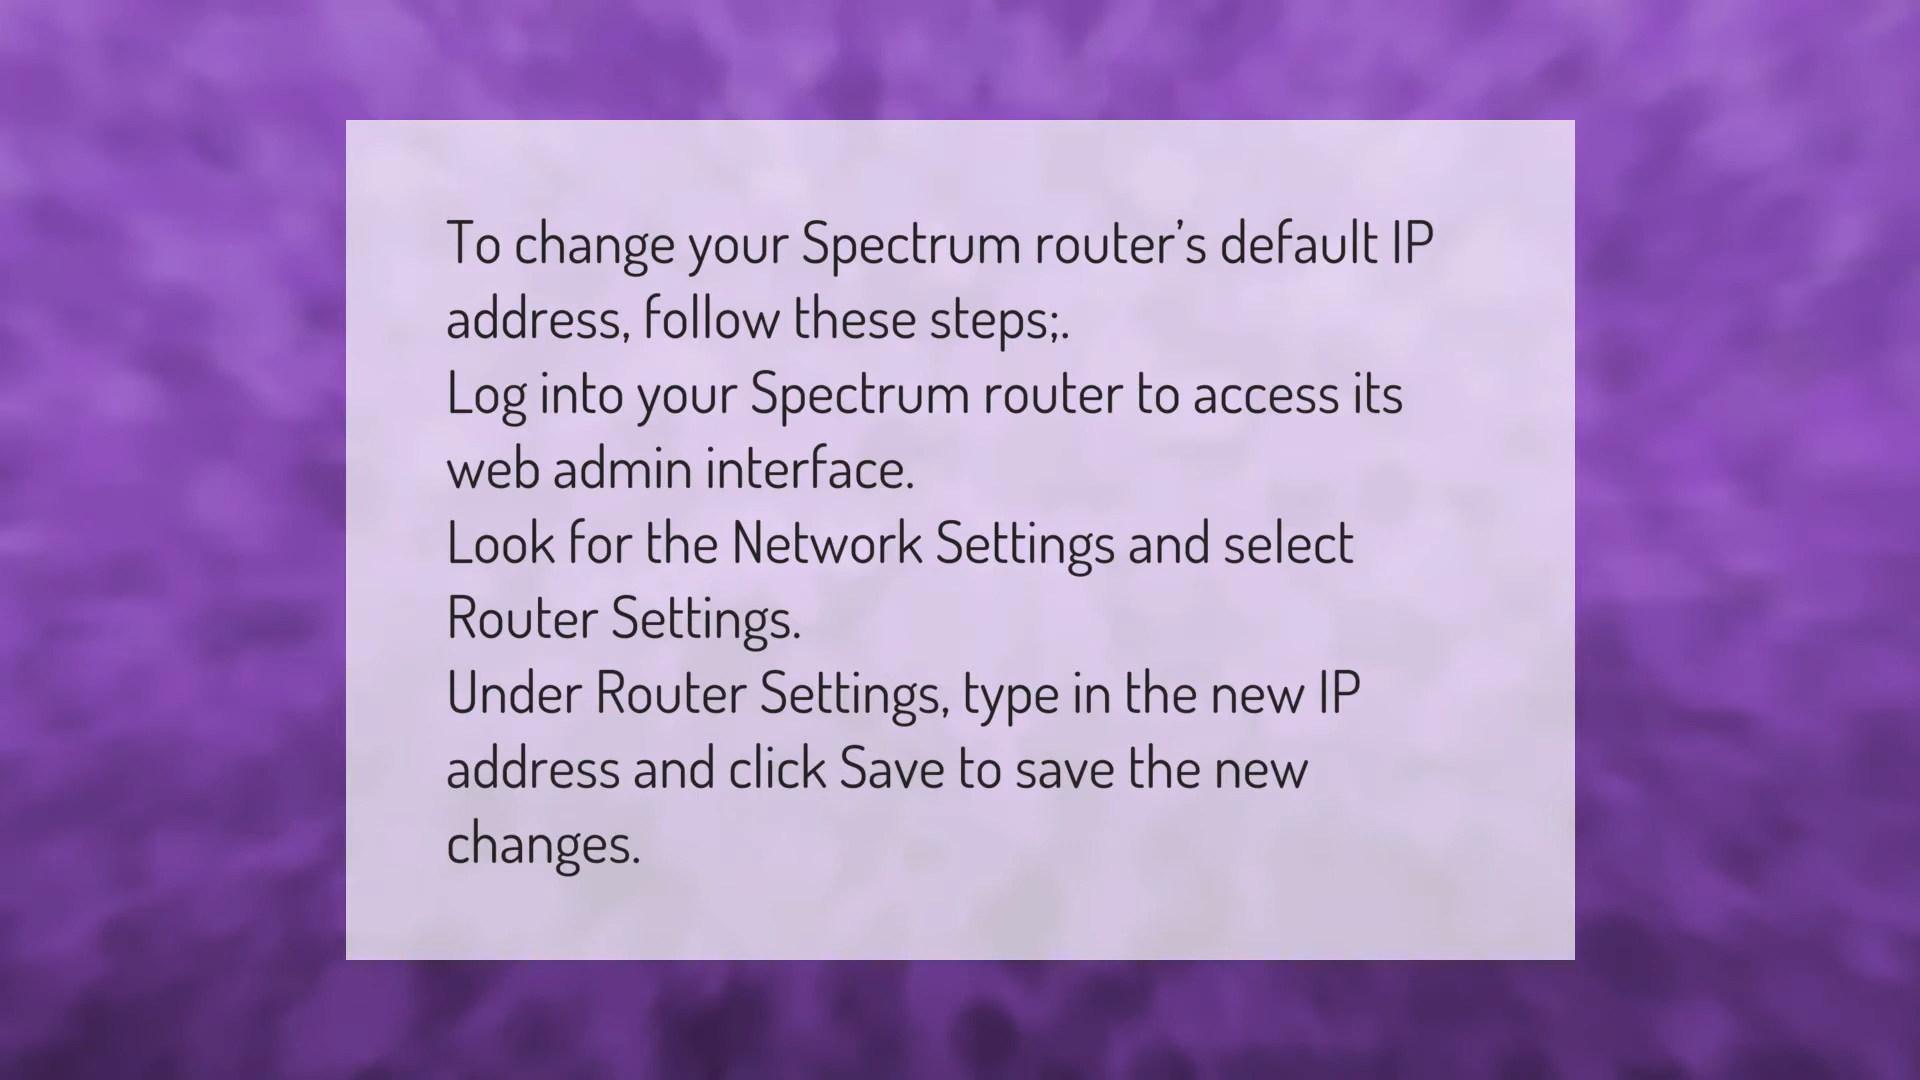 To change your Spectrum router’s default IP
address, follow these steps;.
Log into your Spectrum router to access its
web admin interface.
Look for the Network Settings and select
Router Settings.
Under Router Settings, type in the new IP
address and click Save to save the new
changes.